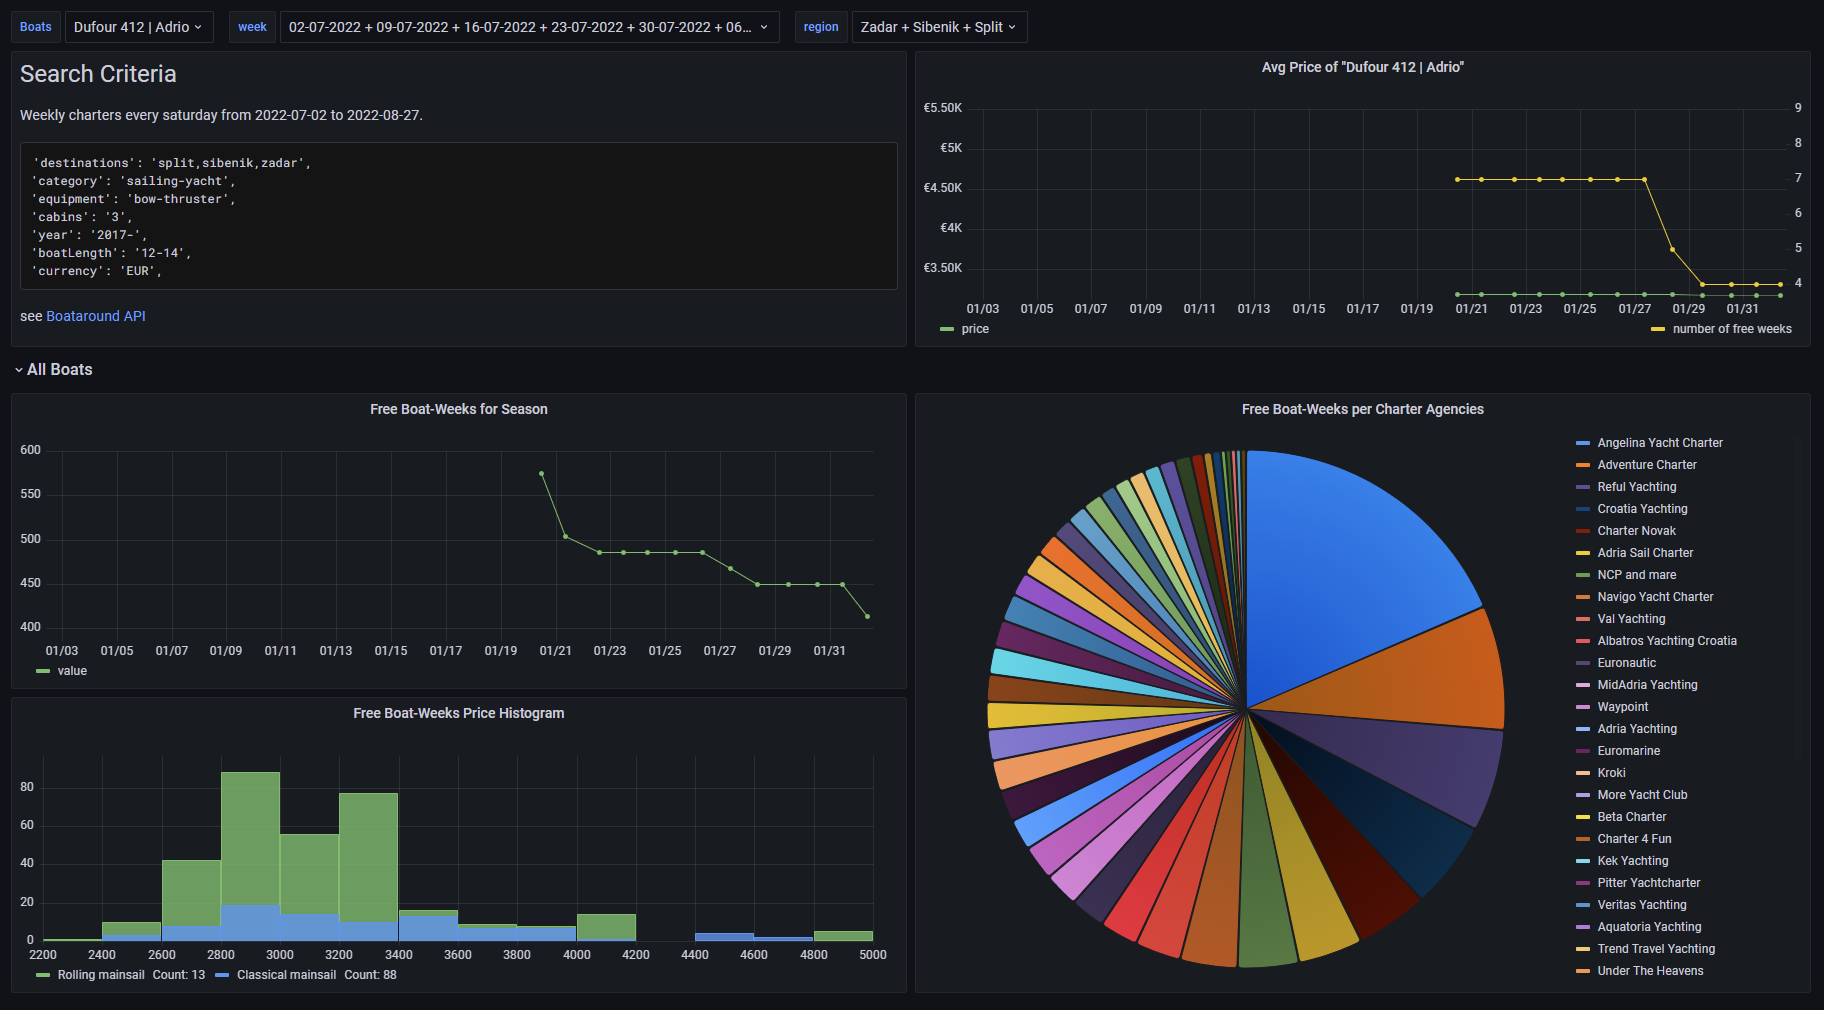 Boats Dufour 412 | Adrio week 02-07-2022 + 09-07-2022 + 16-07-2022 + 23-07-2022 + 30-07-2022 + 06... region Zadar + Sibenik + Split
Search Criteria
Weekly charters every saturday from 2022-07-02 to 2022-08-27.
'destinations': 'split,sibenik,zadar',
'category': 'sailing-yacht',
'equipment': 'bow-thruster',
'cabins': '3',
'year': '2017-',
'boatLength': '12-14',
'currency': 'EUR',
see Boataround API
Avg Price of "Dufour 412 | Adrio"
€5.50K
€5K
€4.50K
€4K
€3.50K
9
8
7
6
5
4
01/03 01/05 01/07 01/09 01/11 01/13 01/15 01/17 01/19 01/21 01/23 01/25 01/27 01/29 01/31
price number of free weeks
All Boats
Free Boat-Weeks for Season
600
550
500
450
400
01/03 01/05 01/07 01/09 01/11 01/13 01/15 01/17 01/19 01/21 01/23 01/25 01/27 01/29 01/31
value
Free Boat-Weeks Price Histogram
80
60
40
20
0
2200 2400 2600 2800 3000 3200 3400 3600 3800 4000 4200 4400 4600 4800 5000
Rolling mainsail Count: 13 Classical mainsail Count: 88
Free Boat-Weeks per Charter Agencies
Angelina Yacht Charter
Adventure Charter
Reful Yachting
Croatia Yachting
Charter Novak
Adria Sail Charter
NCP and mare
Navigo Yacht Charter
Val Yachting
Albatros Yachting Croatia
Euronautic
MidAdria Yachting
Waypoint
Adria Yachting
Euromarine
Kroki
More Yacht Club
Beta Charter
Charter 4 Fun
Kek Yachting
Pitter Yachtcharter
Veritas Yachting
Aquatoria Yachting
Trend Travel Yachting
Under The Heavens